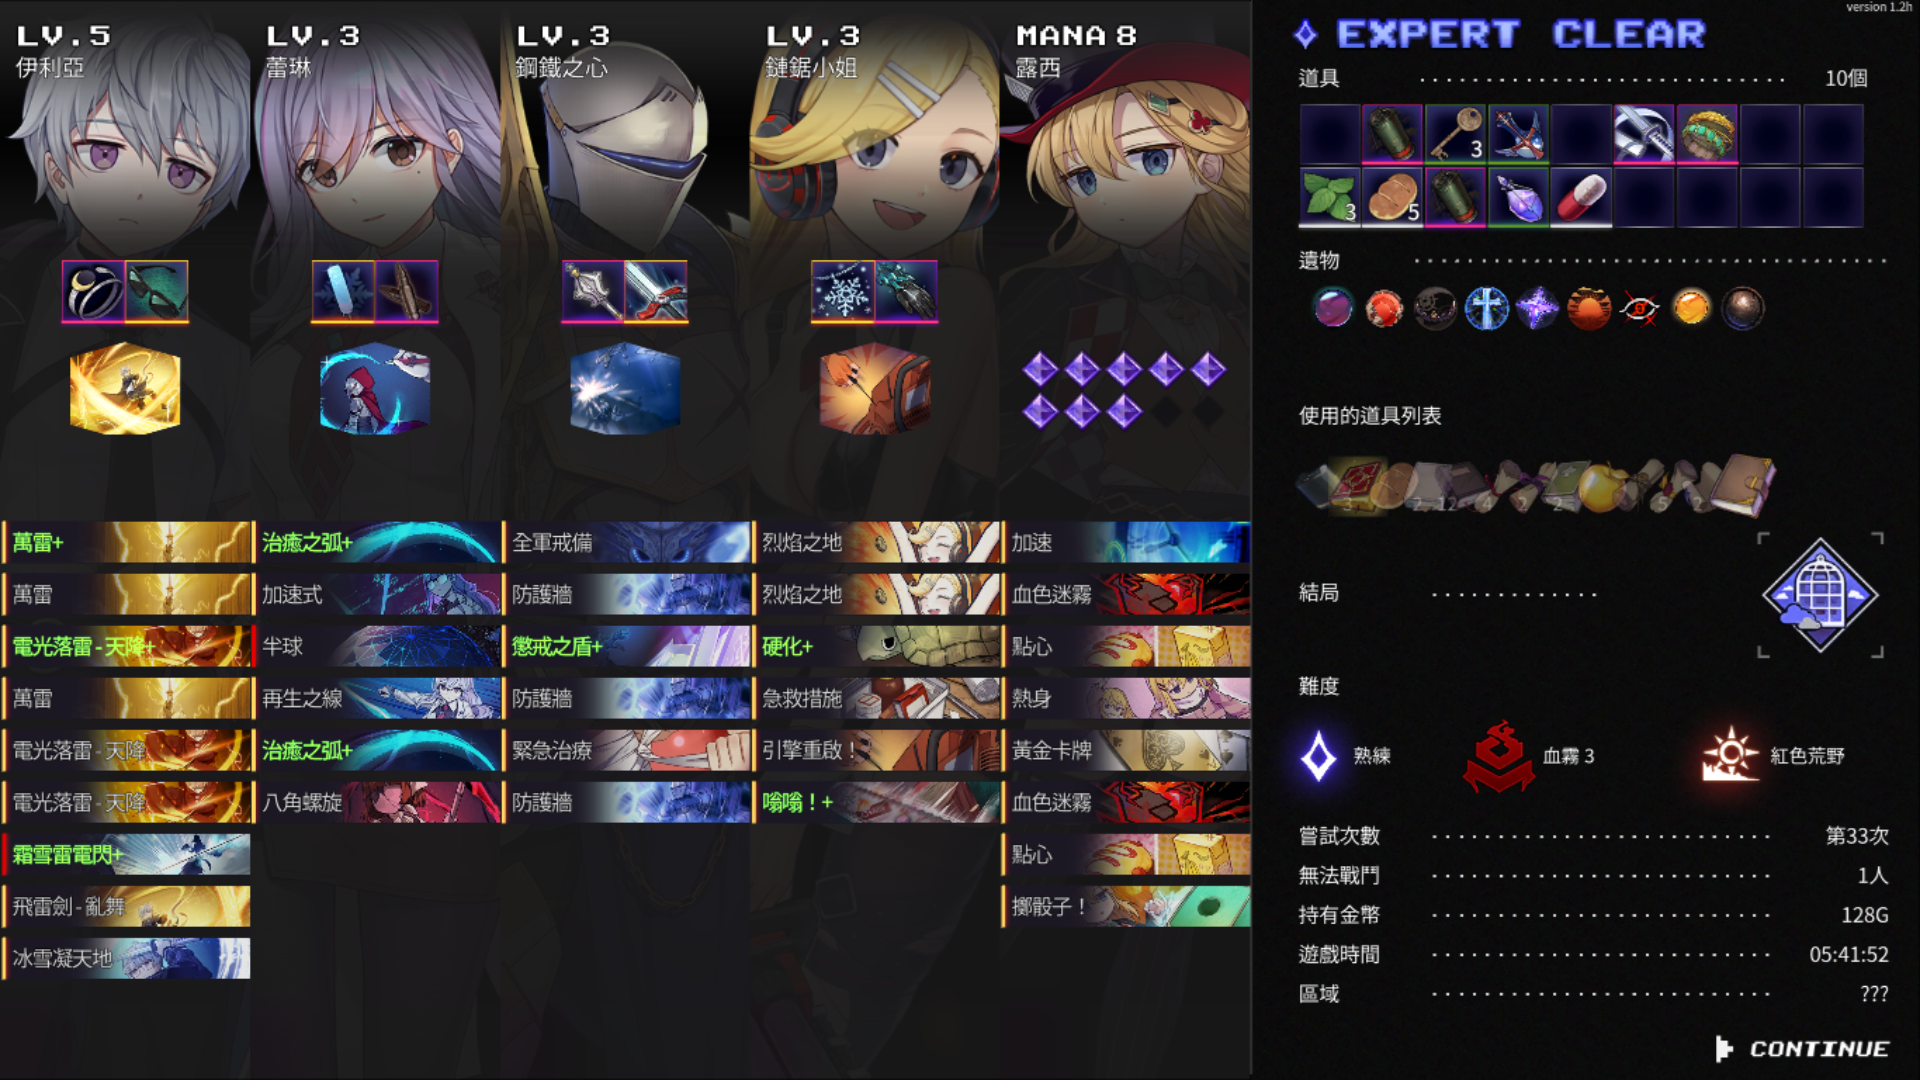 version 1.2h
LV.5
伊利亞
LV.3
蕾琳
LV.3
鋼鐵之心
LV.3
鏈鋸小姐
MANA 8
露西
萬雷+
萬雷
電光落雷-天降+
萬雷
電光落雷-天降
電光落雷-天降
霜雪雷電閃+
飛雷劍-亂舞
冰雪凝天地
治癒之弧+
加速式
半球
再生之線
治癒之弧+
八角螺旋
全軍戒備
防護牆
懲戒之盾+
防護牆
緊急治療
防護牆
烈焰之地
烈焰之地
硬化+
急救措施
引擎重啟！
嗡嗡！+
加速
血色迷霧
點心
熱身
黃金卡牌
血色迷霧
點心
擲骰子！
EXPERT CLEAR
道具 10個
3
3 5
遺物
使用的道具列表
3 2 12 4 2 2 5
結局
難度
熟練 血霧 3 紅色荒野
嘗試次數 第33次
無法戰鬥 1人
持有金幣 128G
遊戲時間 05:41:52
區域 ???
CONTINUE